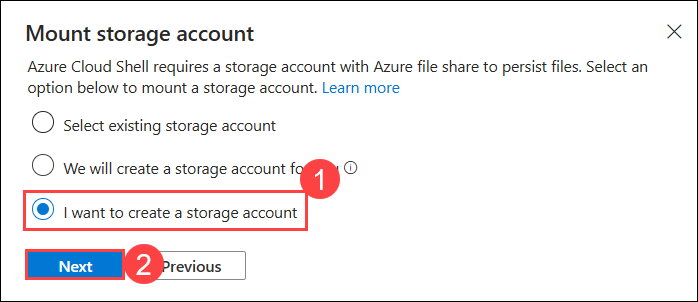 Mount storage account
Azure Cloud Shell requires a storage account with Azure file share to persist files. Select an
option below to mount a storage account. Learn more
Select existing storage account
We will create a storage account for
1
I want to create a storage account
Next
2
Previous